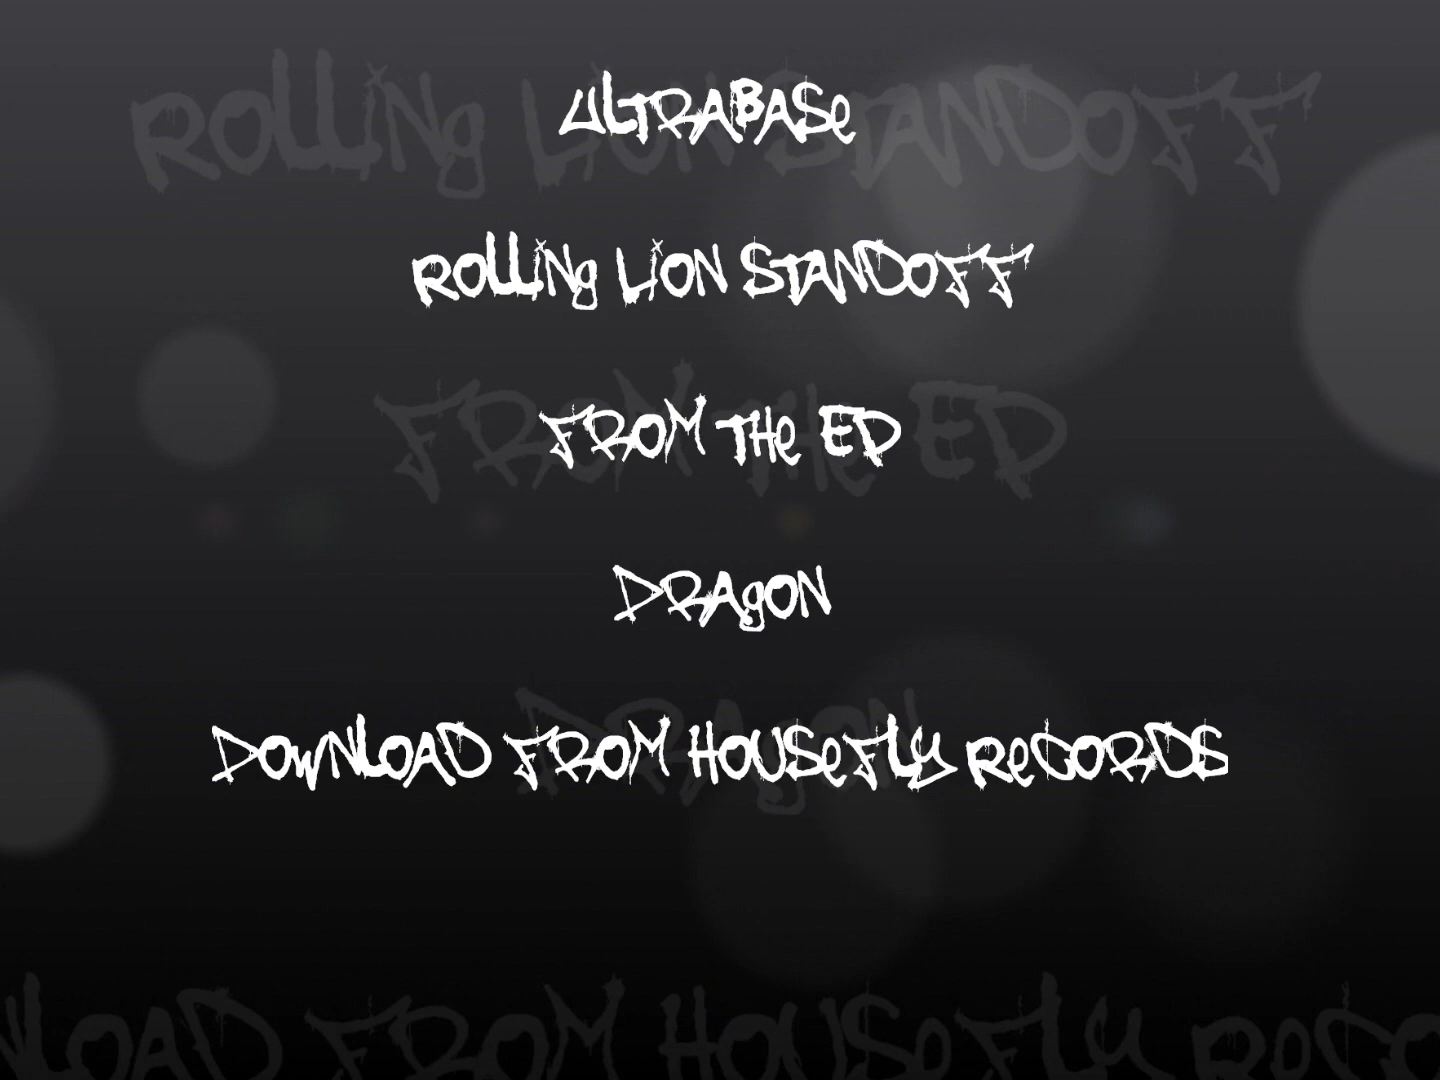 Ultrabase
Rolling Lion Standoff
From the EP
Dragon
Download from Housefly Records